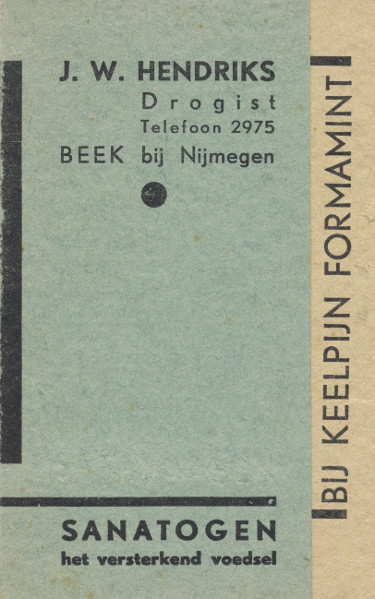 J. W. HENDRIKS
Drogist
Telefoon 2975
BEEK bij Nijmegen
SANATOGEN
het versterkend voedsel
BIJ KEELPIJN FORMAMINT